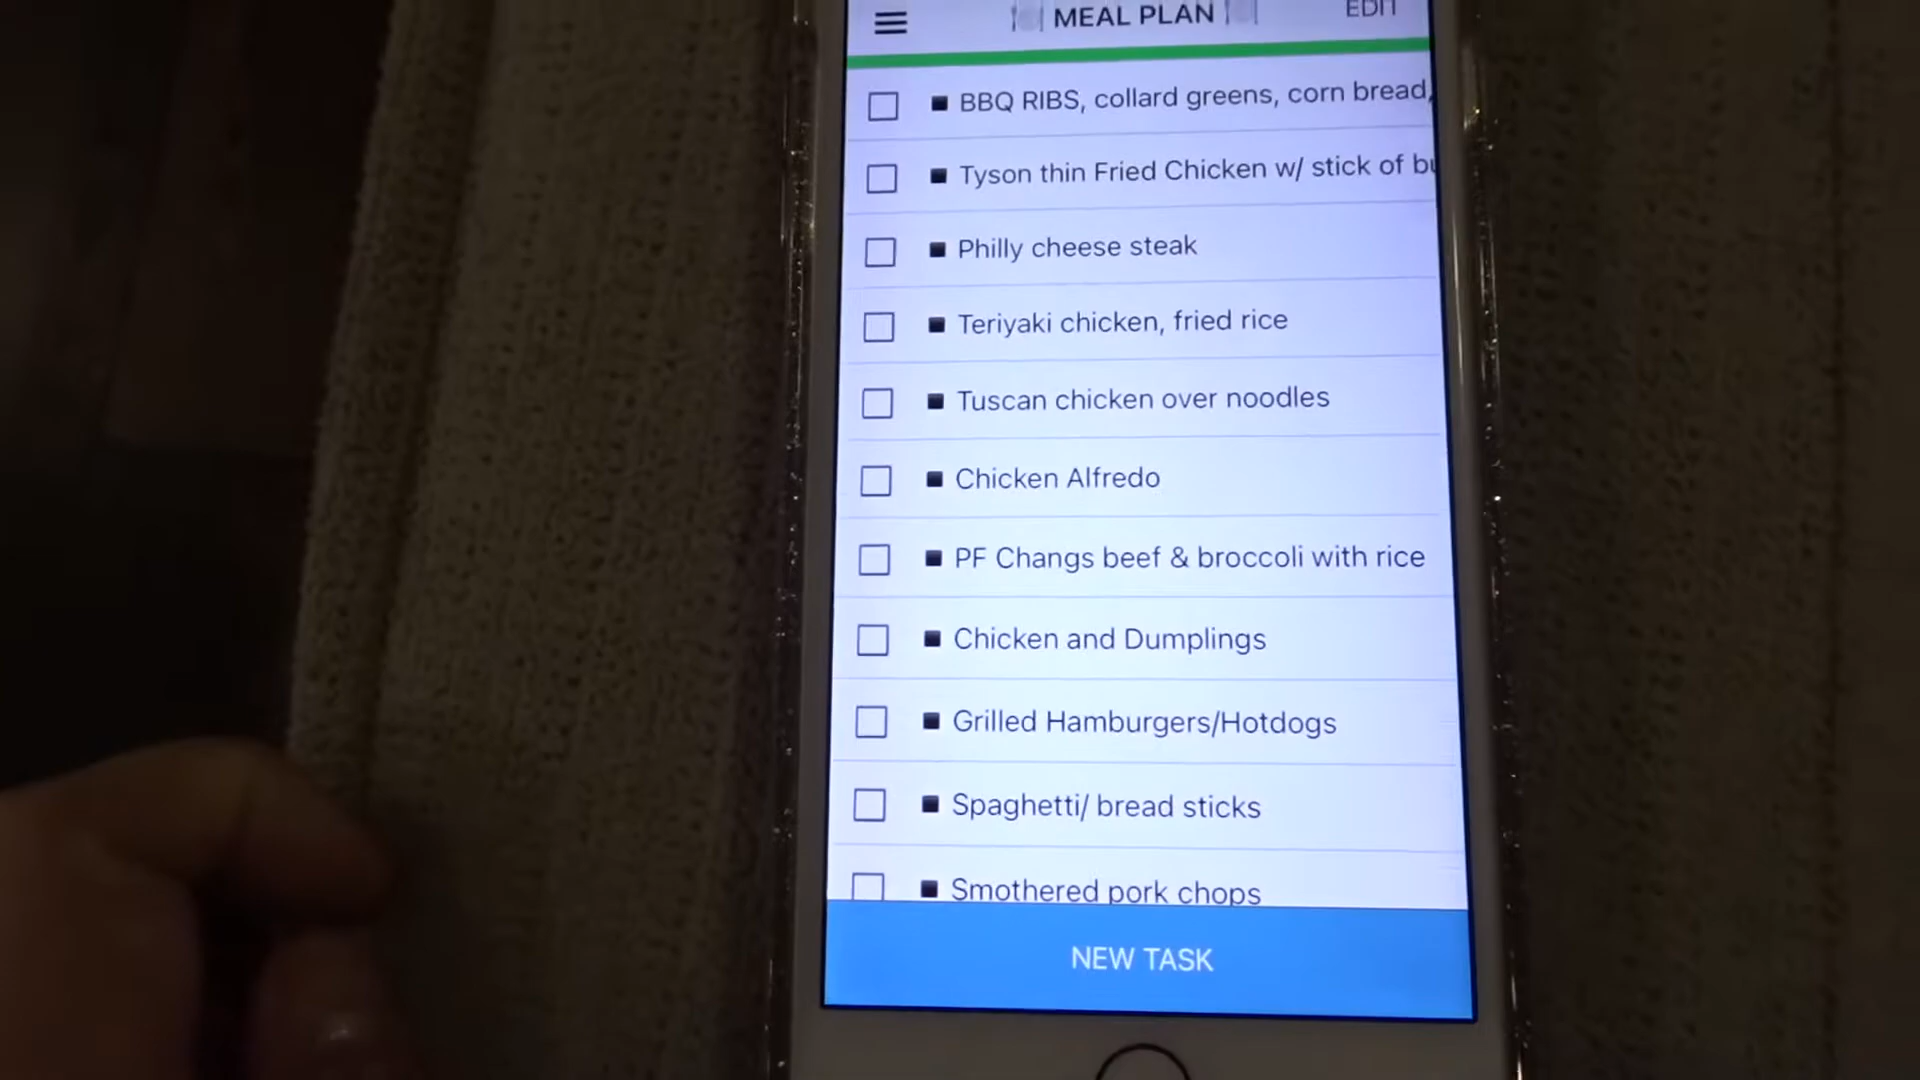 MEAL PLAN
EDIT
BBQ RIBS, collard greens, corn bread,
Tyson thin Fried Chicken w/ stick of bu
Philly cheese steak
Teriyaki chicken, fried rice
Tuscan chicken over noodles
Chicken Alfredo
PF Changs beef & broccoli with rice
Chicken and Dumplings
Grilled Hamburgers/Hotdogs
Spaghetti/ bread sticks
Smothered pork chops
NEW TASK